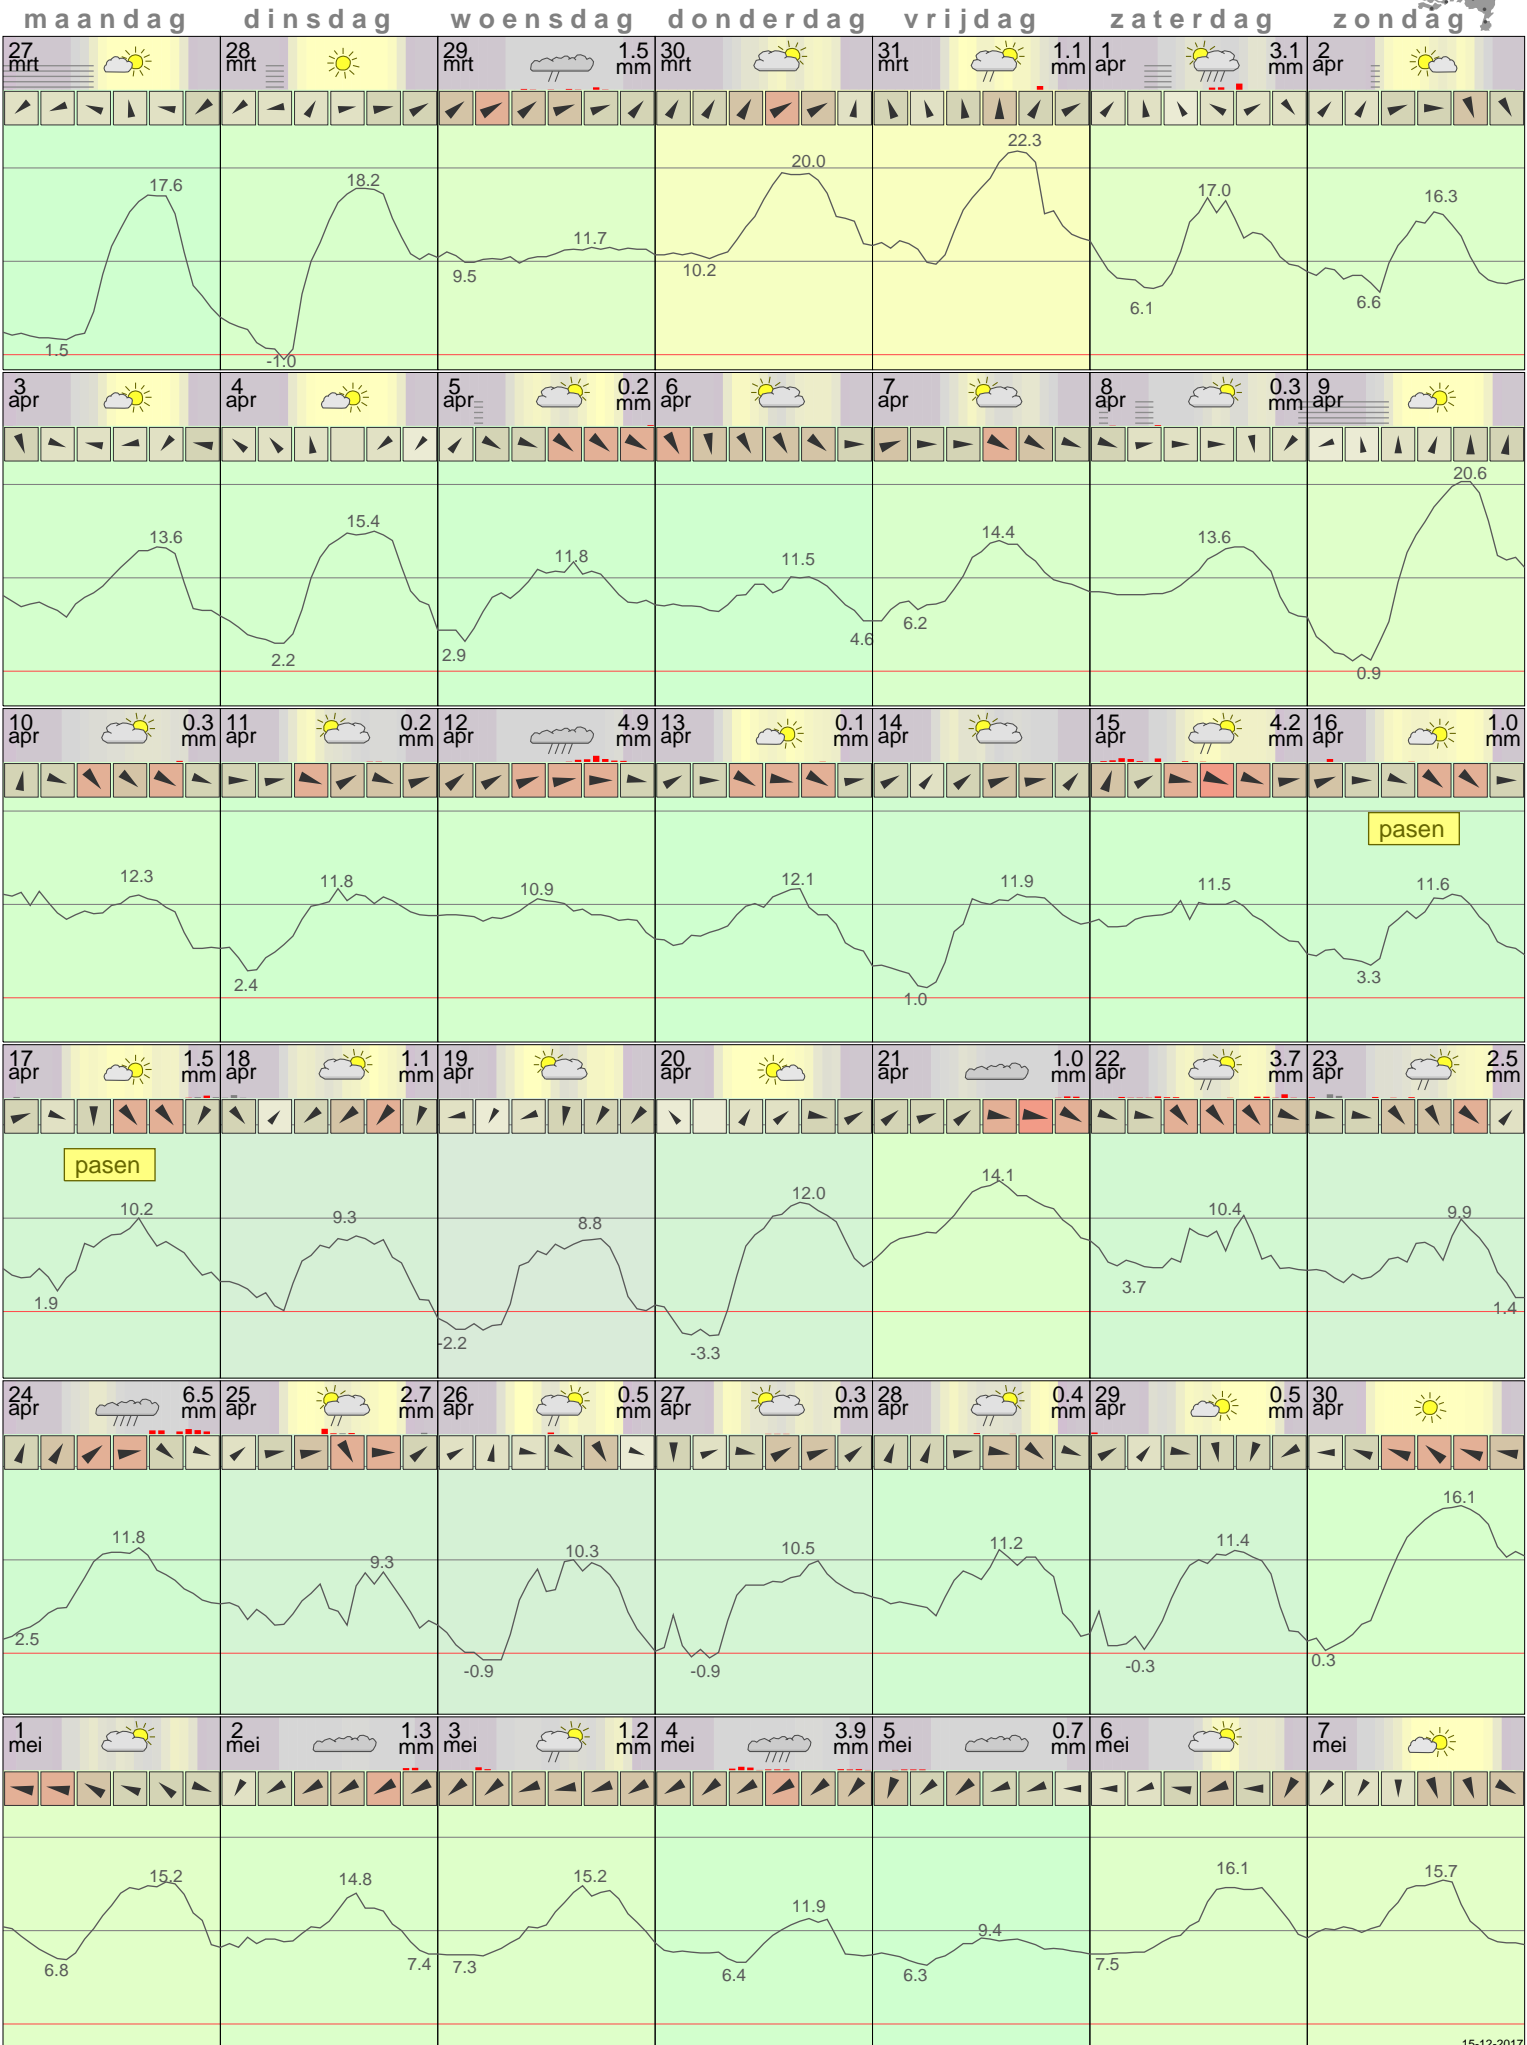 maandag dinsdag woensdag donderdag vrijdag zaterdag zondag
27 28 29 1.5 30 31 1.1 1 3.1 2
mrt mrt mrt mm mrt mrt mm apr mm apr
22.3
20.0
17.6 18.2 17.0 16.3
11.7
9.5 10.2
6.1 6.6
1.5 -1.0
3 4 5 0.2 6 7 8 0.3 9
apr apr apr mm apr apr apr mm apr
20.6
13.6 15.4 14.4 13.6
11.8 11.5
6.2
4.6
2.2 2.9 0.9
10 0.3 11 0.2 12 4.9 13 0.1 14 15 4.2 16 1.0
apr mm apr mm apr mm apr mm apr apr mm apr mm
pasen
12.3 11.8 10.9 12.1 11.9 11.5 11.6
2.4 1.0 3.3
17 1.5 18 1.1 19 20 21 1.0 22 3.7 23 2.5
apr mm apr mm apr apr apr mm apr mm apr mm
pasen
14.1
10.2 9.3 8.8 12.0 10.4 9.9
1.9 3.7 1.4
-2.2 -3.3
24 6.5 25 2.7 26 0.5 27 0.3 28 0.4 29 0.5 30
apr mm apr mm apr mm apr mm apr mm apr mm apr
16.1
11.8 9.3 10.3 10.5 11.2 11.4
2.5 -0.9 -0.9 -0.3 0.3
1 2 1.3 3 1.2 4 3.9 5 0.7 6 7
mei mei mm mei mm mei mm mei mm mei mei
15.2 14.8 15.2 16.1 15.7
11.9
9.4
6.8 7.4 7.3 6.4 6.3 7.5
15-12-2017